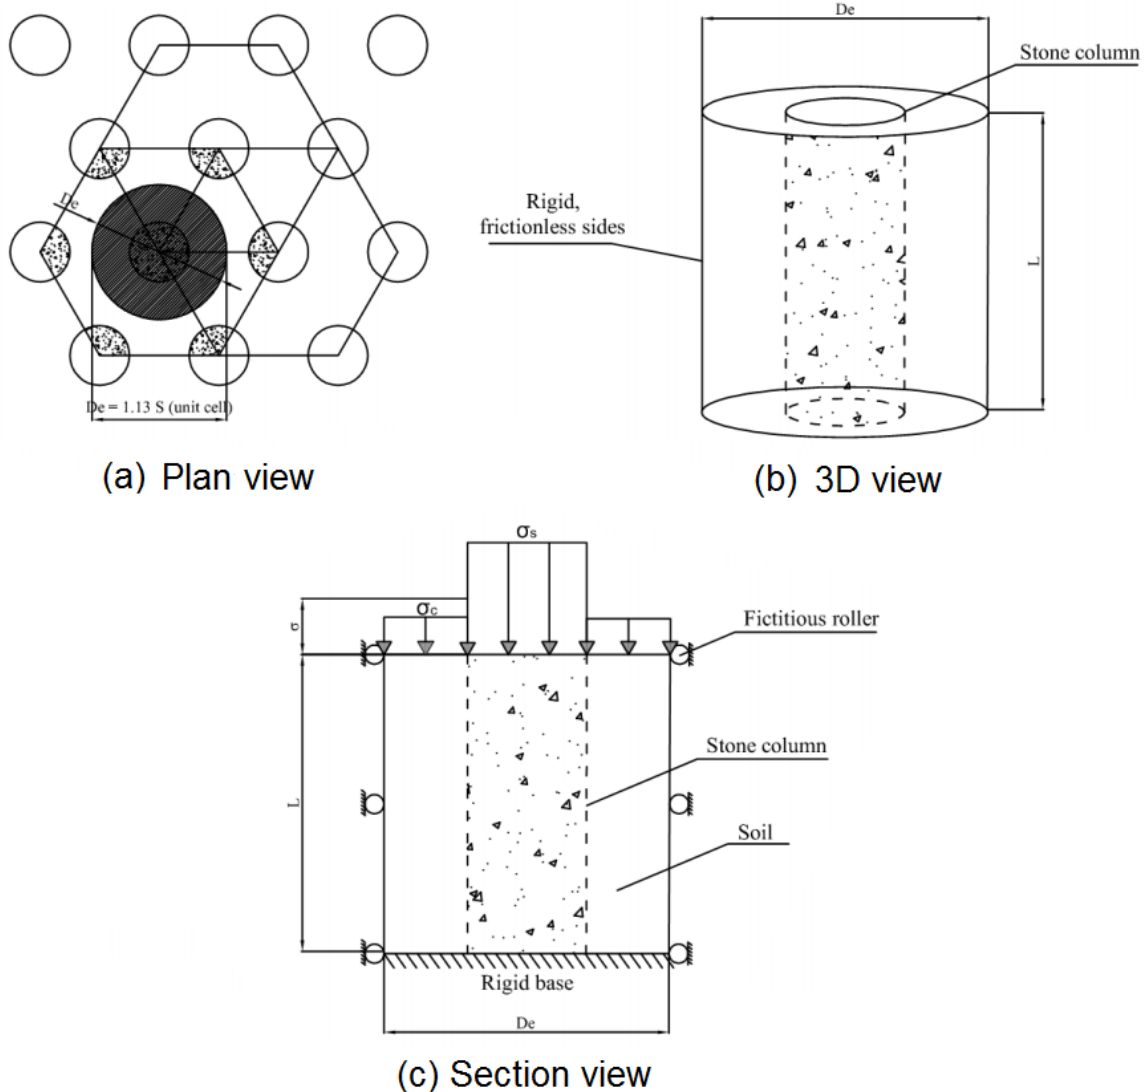 De
De = 1.13 S (unit cell)
(a) Plan view
De
Stone column
Rigid,
frictionless sides
L
(b) 3D view
σs
σc
σ
Fictitious roller
Stone column
L
Soil
Rigid base
De
(c) Section view